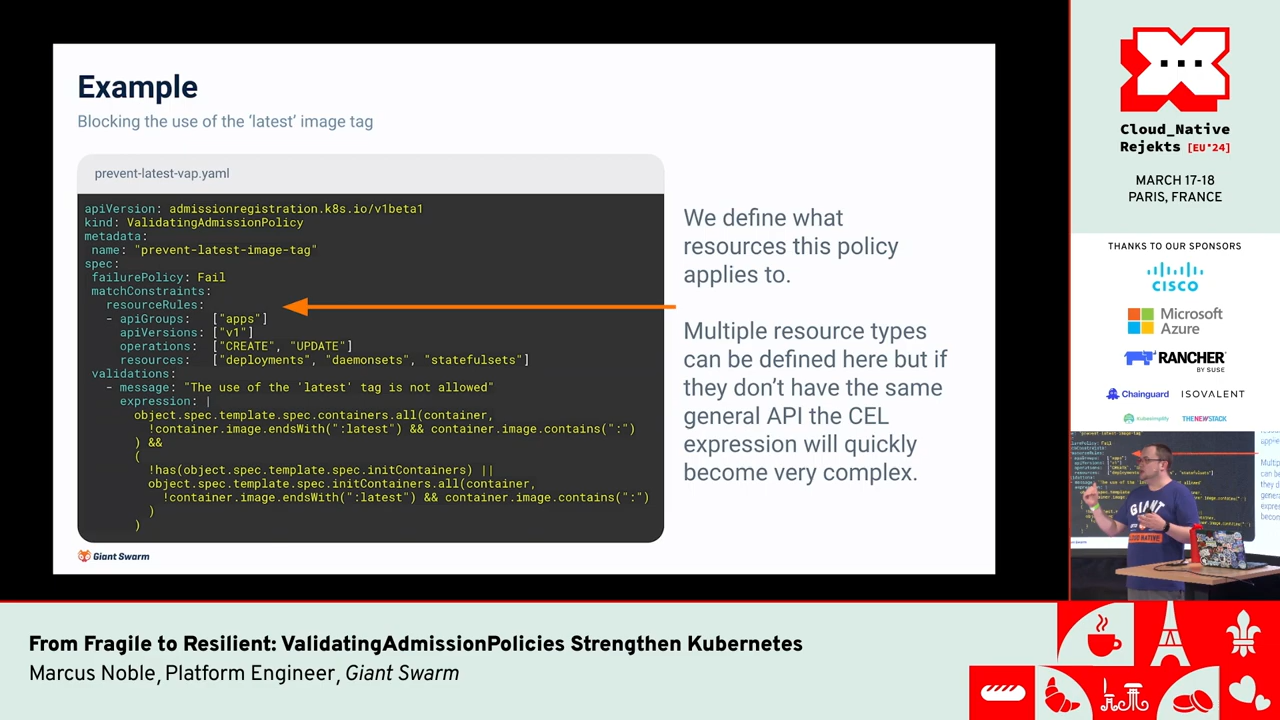 Example
Blocking the use of the ‘latest’ image tag
prevent-latest-vap.yaml
apiVersion: admissionregistration.k8s.io/v1beta1
kind: ValidatingAdmissionPolicy
metadata:
name: "prevent-latest-image-tag"
spec:
failurePolicy: Fail
matchConstraints:
resourceRules:
- apiGroups: ["apps"]
apiVersions: ["v1"]
operations: ["CREATE", "UPDATE"]
resources: ["deployments", "daemonsets", "statefulsets"]
validations:
- message: "The use of the 'latest' tag is not allowed"
expression: |
object.spec.template.spec.containers.all(container,
!container.image.endsWith(":latest") && container.image.contains(":")
) &&
(
!has(object.spec.template.spec.initContainers) ||
object.spec.template.spec.initContainers.all(container,
!container.image.endsWith(":latest") && container.image.contains(":")
)
)
Giant Swarm
We define what
resources this policy
applies to.
Multiple resource types
can be defined here but if
they don’t have the same
general API the CEL
expression will quickly
become very complex.
Cloud_Native
Rejekts [EU'24]
MARCH 17-18
PARIS, FRANCE
THANKS TO OUR SPONSORS
CISCO
Microsoft
Azure
RANCHER
BY SUSE
Chainguard ISOVALENT
KubeSimplify THENEWSTACK
GIANT
From Fragile to Resilient: ValidatingAdmissionPolicies Strengthen Kubernetes
Marcus Noble, Platform Engineer, Giant Swarm